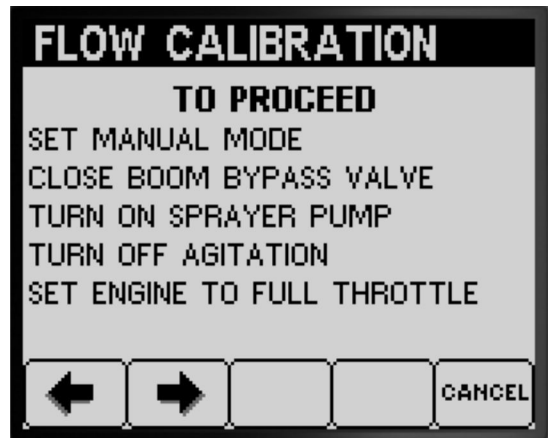 FLOW CALIBRATION
TO PROCEED
SET MANUAL MODE
CLOSE BOOM BYPASS VALVE
TURN ON SPRAYER PUMP
TURN OFF AGITATION
SET ENGINE TO FULL THROTTLE
CANCEL